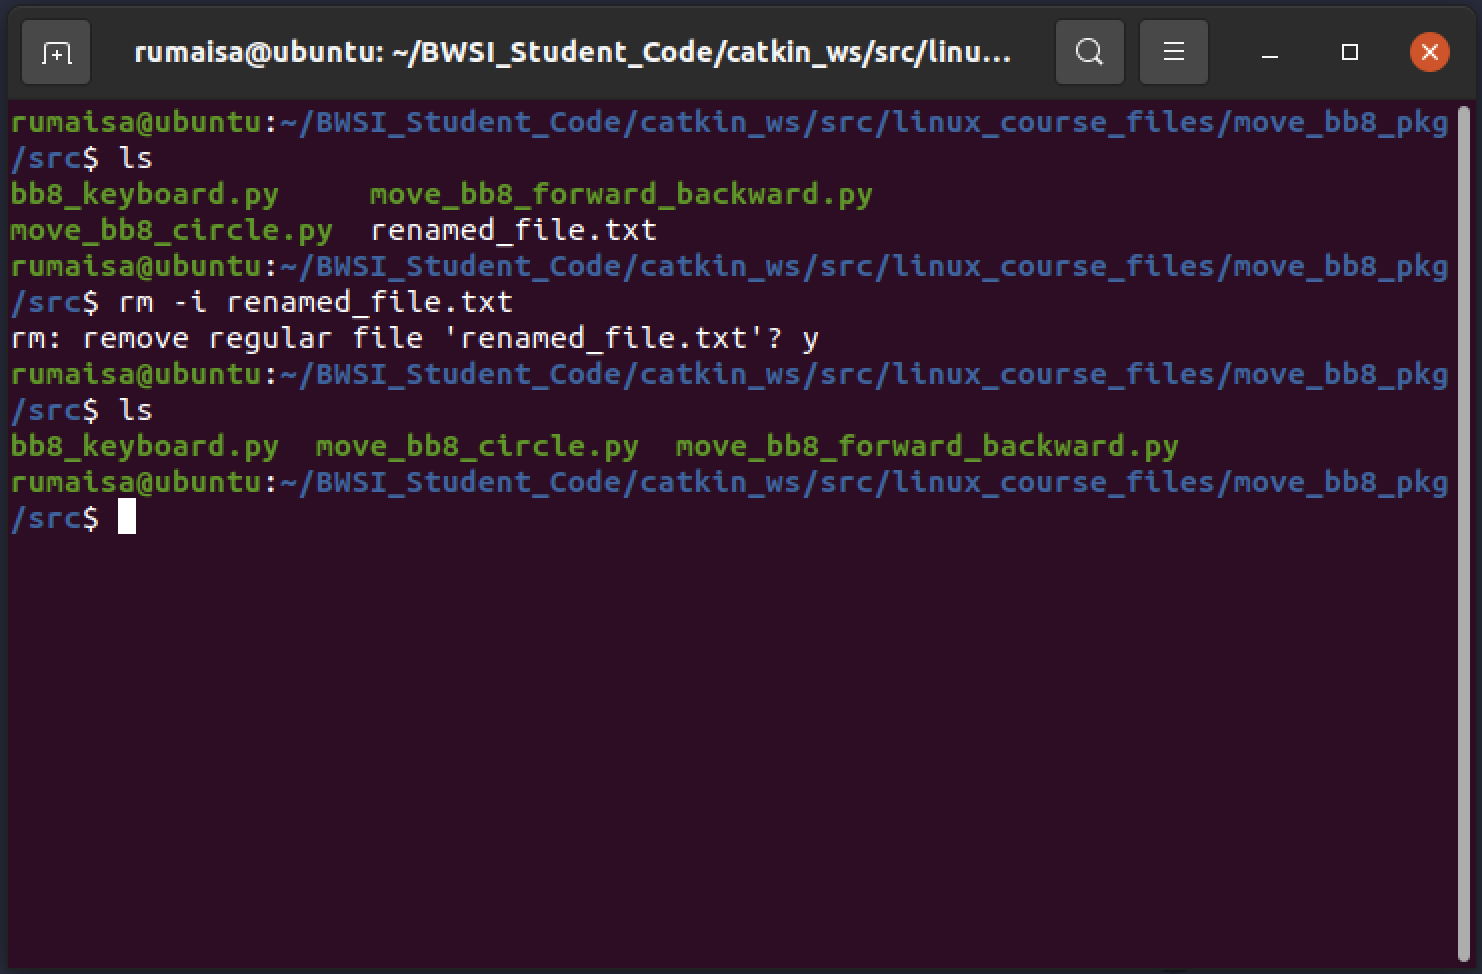 rumaisa@ubuntu: ~/BWSI_Student_Code/catkin_ws/src/linu...
rumaisa@ubuntu:~/BWSI_Student_Code/catkin_ws/src/linux_course_files/move_bb8_pkg
/src$ ls
bb8_keyboard.py     move_bb8_forward_backward.py
move_bb8_circle.py  renamed_file.txt
rumaisa@ubuntu:~/BWSI_Student_Code/catkin_ws/src/linux_course_files/move_bb8_pkg
/src$ rm -i renamed_file.txt
rm: remove regular file 'renamed_file.txt'? y
rumaisa@ubuntu:~/BWSI_Student_Code/catkin_ws/src/linux_course_files/move_bb8_pkg
/src$ ls
bb8_keyboard.py  move_bb8_circle.py  move_bb8_forward_backward.py
rumaisa@ubuntu:~/BWSI_Student_Code/catkin_ws/src/linux_course_files/move_bb8_pkg
/src$